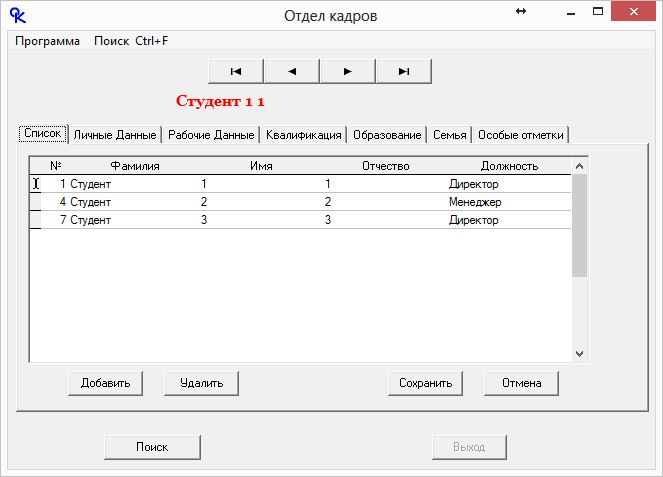 Отдел кадров
Программа Поиск Ctrl+F
Студент 1 1
Список Личные Данные Рабочие Данные Квалификация Образование Семья Особые отметки
№ Фамилия Имя Отчество Должность
1 Студент 1 1 Директор
4 Студент 2 2 Менеджер
7 Студент 3 3 Директор
Добавить Удалить Сохранить Отмена
Поиск Выход